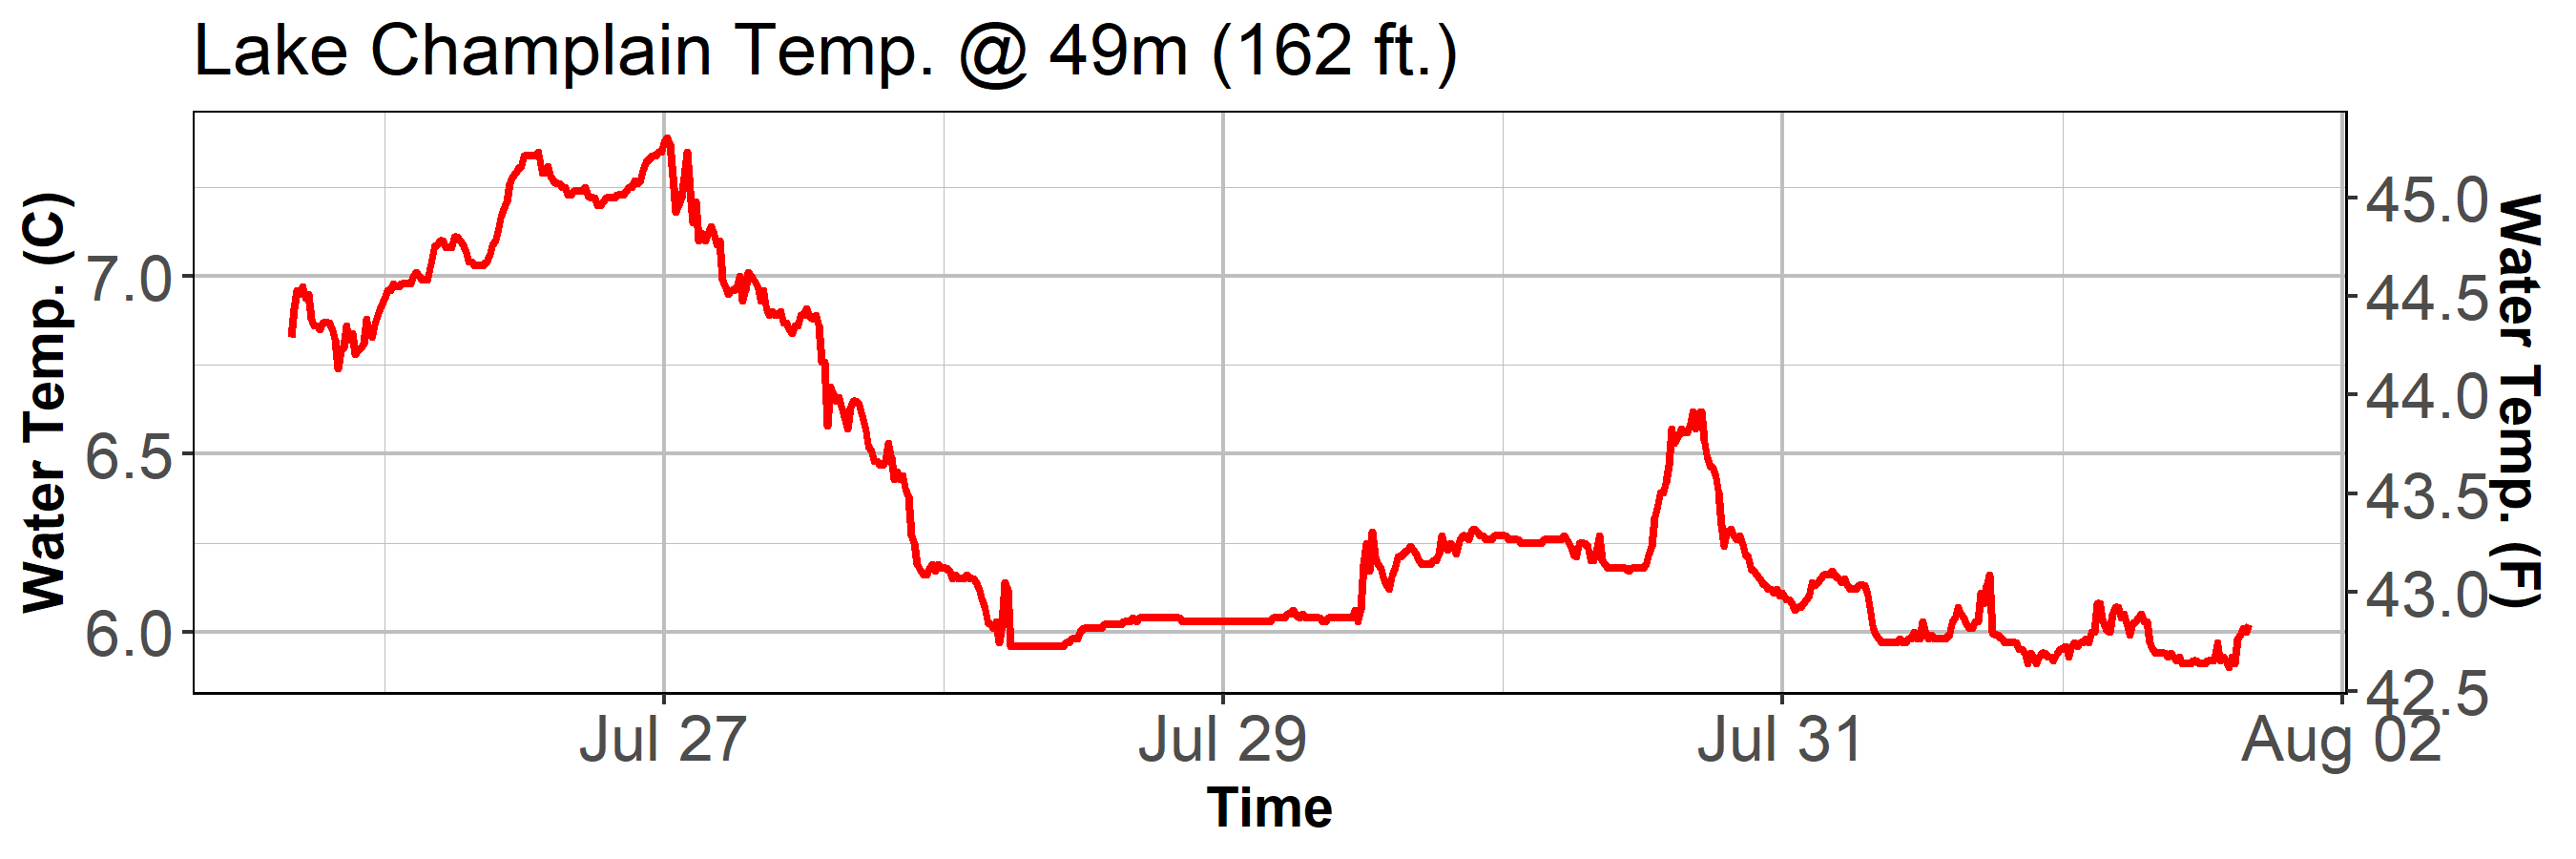 Lake Champlain Temp. @ 49m (162 ft.)
Water Temp. (C)
7.0
6.5
6.0
45.0
44.5
44.0
43.5
43.0
42.5
Water Temp. (F)
Jul 27
Jul 29
Jul 31
Aug 02
Time